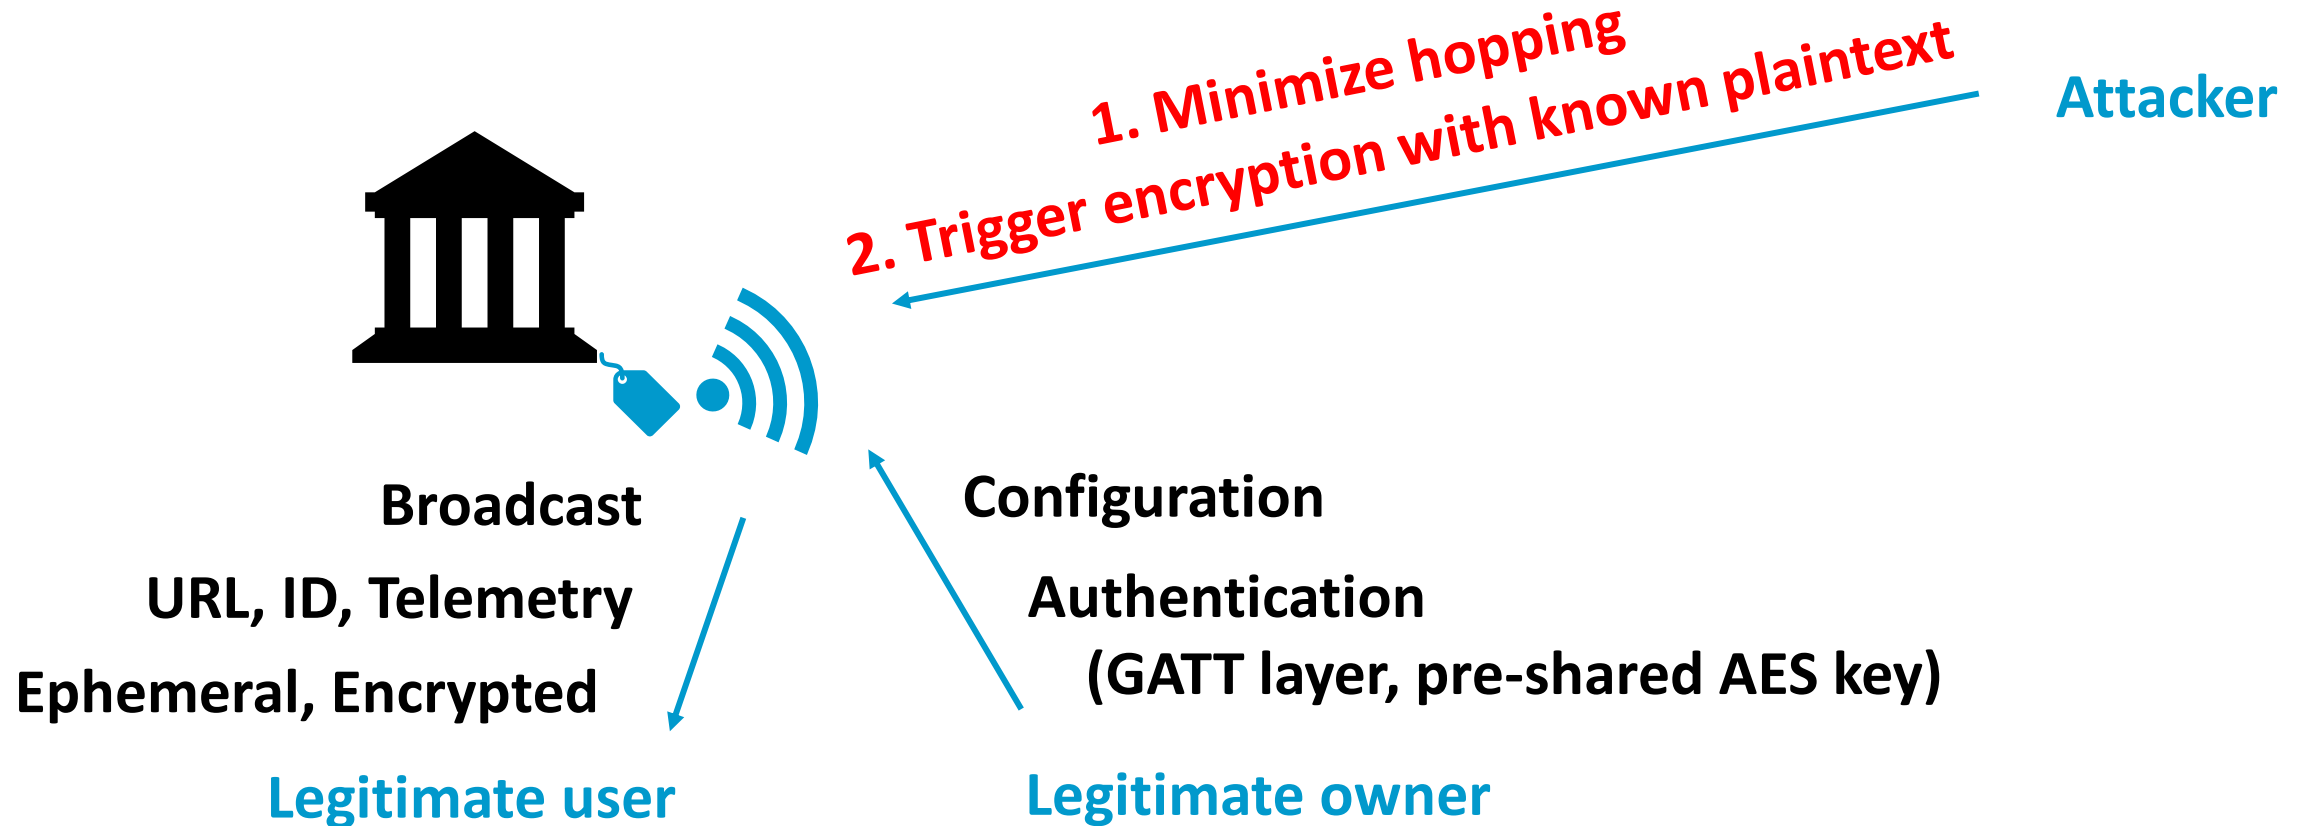 1. Minimize hopping
2. Trigger encryption with known plaintext
Attacker
Broadcast
URL, ID, Telemetry
Ephemeral, Encrypted
Legitimate user
Configuration
Authentication
(GATT layer, pre-shared AES key)
Legitimate owner